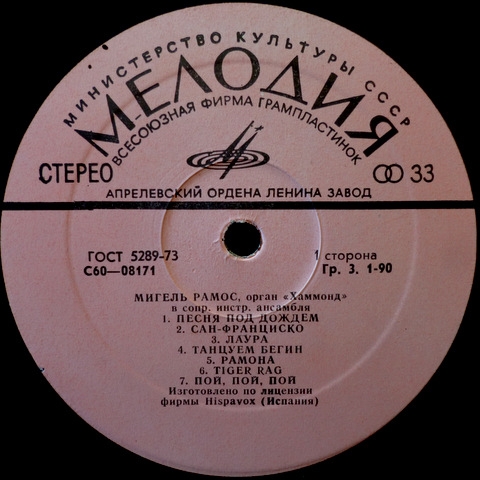 МИНИСТЕРСТВО КУЛЬТУРЫ СССР
МЕЛОДИЯ
ВСЕСОЮЗНАЯ ФИРМА ГРАМПЛАСТИНОК
СТЕРЕО
33
АПРЕЛЕВСКИЙ ОРДЕНА ЛЕНИНА ЗАВОД
ГОСТ 5289-73
1 сторона
С60—08171
Гр. 3. 1-90
МИГЕЛЬ РАМОС, орган «Хаммонд»
в сопр. инстр. ансамбля
1. ПЕСНЯ ПОД ДОЖДЕМ
2. САН-ФРАНЦИСКО
3. ЛАУРА
4. ТАНЦУЕМ БЕГИН
5. РАМОНА
6. TIGER RAG
7. ПОЙ, ПОЙ, ПОЙ
Изготовлено по лицензии
фирмы Hispavox (Испания)